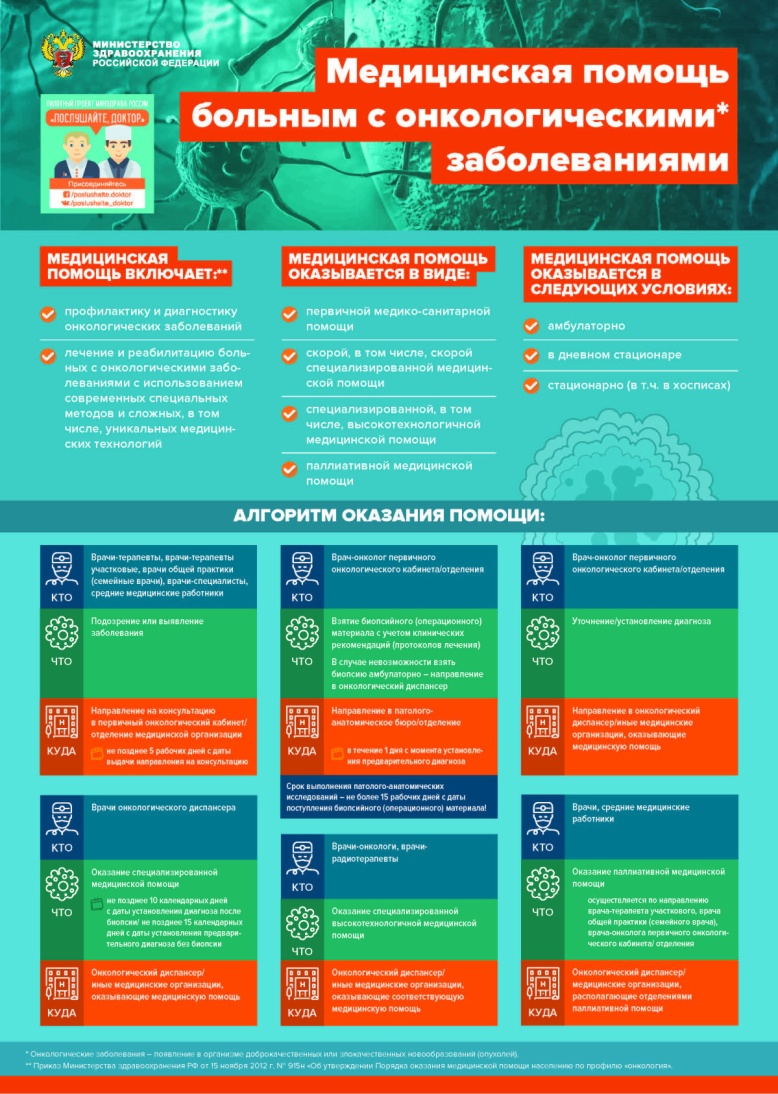 МИНИСТЕРСТВО
ЗДРАВООХРАНЕНИЯ
РОССИЙСКОЙ ФЕДЕРАЦИИ
ПИЛОТНЫЙ ПРОЕКТ МИНЗДРАВА РОССИИ
«ПОСЛУШАЙТЕ, ДОКТОР»
Присоединяйтесь
/poslushaite.doktor
/poslushaite_doktor
Медицинская помощь
больным с онкологическими*
заболеваниями
МЕДИЦИНСКАЯ
ПОМОЩЬ ВКЛЮЧАЕТ:**
профилактику и диагностику
онкологических заболеваний
лечение и реабилитацию боль-
ных с онкологическими забо-
леваниями с использованием
современных специальных
методов и сложных, в том
числе, уникальных медицин-
ских технологий
МЕДИЦИНСКАЯ ПОМОЩЬ
ОКАЗЫВАЕТСЯ В ВИДЕ:
первичной медико-санитарной
помощи
скорой, в том числе, скорой
специализированной медицин-
ской помощи
специализированной, в том
числе, высокотехнологичной
медицинской помощи
паллиативной медицинской
помощи
МЕДИЦИНСКАЯ ПОМОЩЬ
ОКАЗЫВАЕТСЯ В
СЛЕДУЮЩИХ УСЛОВИЯХ:
амбулаторно
в дневном стационаре
стационарно (в т.ч. в хосписах)
АЛГОРИТМ ОКАЗАНИЯ ПОМОЩИ:
КТО
Врачи-терапевты, врачи-терапевты
участковые, врачи общей практики
(семейные врачи), врачи-специалисты,
средние медицинские работники
ЧТО
Подозрение или выявление
заболевания
КУДА
Направление на консультацию
в первичный онкологический кабинет/
отделение медицинской организации
не позднее 5 рабочих дней с даты
выдачи направления на консультацию
КТО
Врач-онколог первичного
онкологического кабинета/отделения
ЧТО
Взятие биопсийного (операционного)
материала с учетом клинических
рекомендаций (протоколов лечения)
В случае невозможности взять
биопсию амбулаторно – направление
в онкологический диспансер
КУДА
Направление в патолого-
анатомическое бюро/отделение
в течение 1 дня с момента установле-
ния предварительного диагноза
Срок выполнения патолого-анатомических
исследований – не более 15 рабочих дней с даты
поступления биопсийного (операционного) материала!
КТО
Врач-онколог первичного
онкологического кабинета/отделения
ЧТО
Уточнение/установление диагноза
КУДА
Направление в онкологический
диспансер/иные медицинские
организации, оказывающие
медицинскую помощь
КТО
Врачи онкологического диспансера
ЧТО
Оказание специализированной
медицинской помощи
не позднее 10 календарных дней
с даты установления диагноза после
биопсии/ не позднее 15 календарных
дней с даты установления предвари-
тельного диагноза без биопсии
КУДА
Онкологический диспансер/
иные медицинские организации,
оказывающие медицинскую помощь
КТО
Врачи-онкологи, врачи-
радиотерапевты
ЧТО
Оказание специализированной
высокотехнологичной медицинской
помощи
КУДА
Онкологический диспансер/
иные медицинские организации,
оказывающие соответствующую
медицинскую помощь
КТО
Врачи, средние медицинские
работники
ЧТО
Оказание паллиативной медицинской
помощи
осуществляется по направлению
врача-терапевта участкового, врача
общей практики (семейного врача),
врача-онколога первичного онкологи-
ческого кабинета/ отделения
КУДА
Онкологический диспансер/
медицинские организации,
располагающие отделениями
паллиативной помощи
* Онкологические заболевания – появление в организме доброкачественных или злокачественных новообразований (опухолей).
** Приказ Министерства здравоохранения РФ от 15 ноября 2012 г. № 915н «Об утверждении Порядка оказания медицинской помощи населению по профилю «онкология».